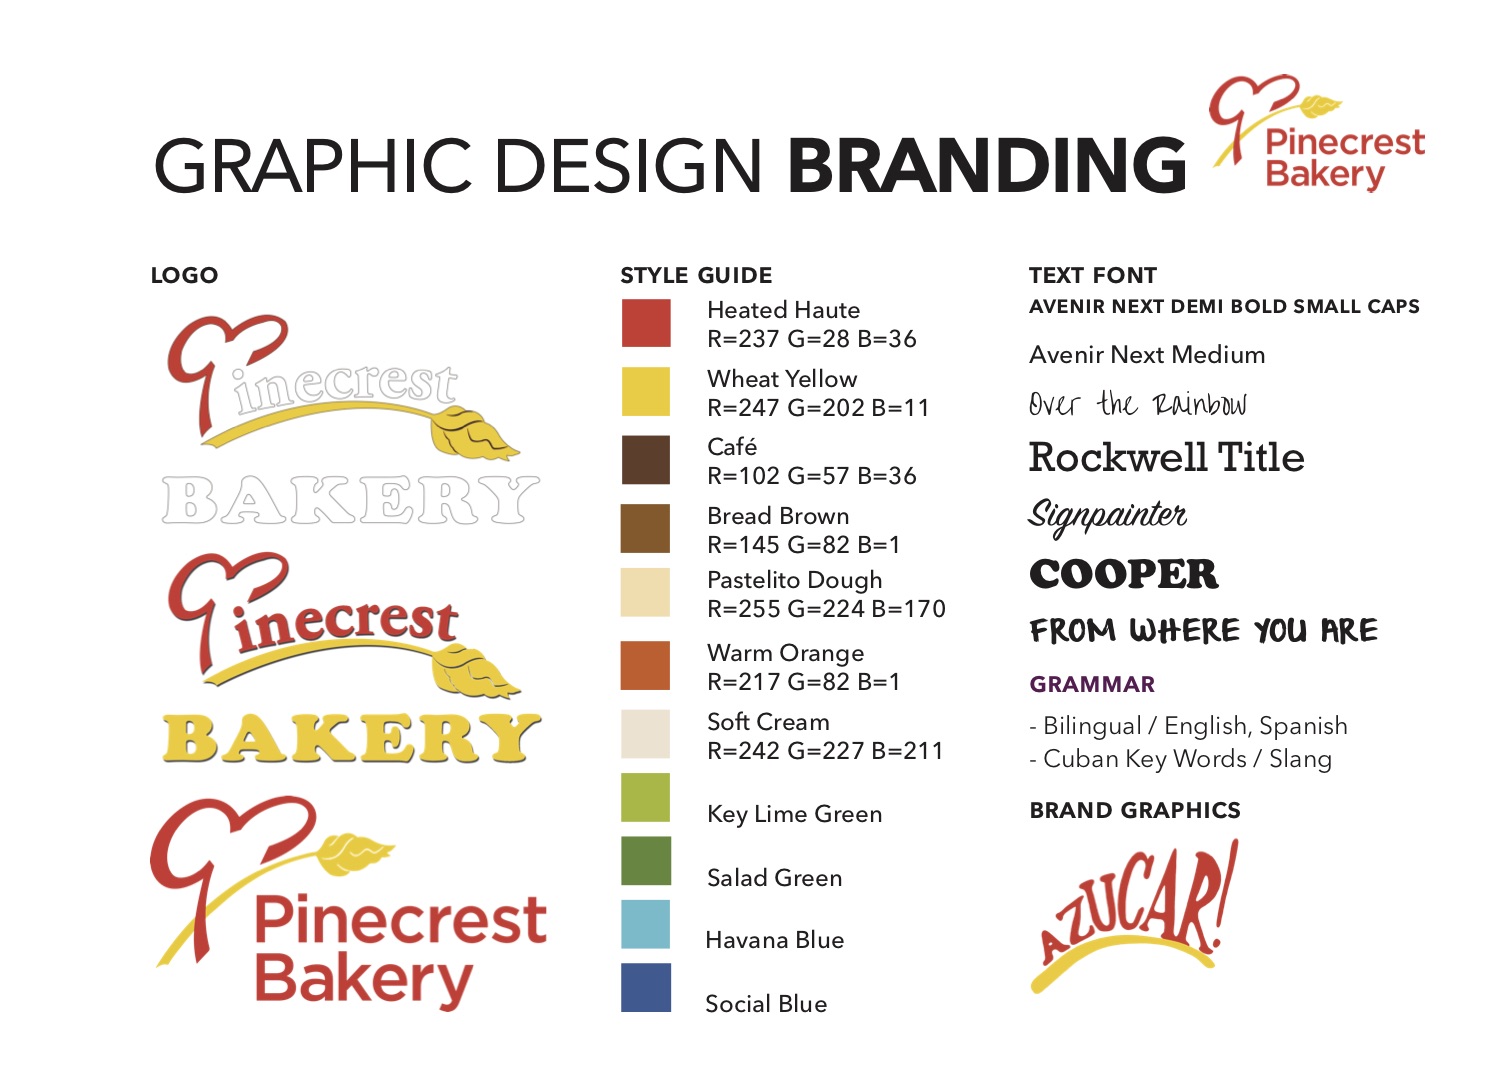 GRAPHIC DESIGN BRANDING
Pinecrest
Bakery
LOGO
Pinecrest
BAKERY
Pinecrest
BAKERY
Pinecrest
Bakery
STYLE GUIDE
Heated Haute
R=237 G=28 B=36
Wheat Yellow
R=247 G=202 B=11
Café
R=102 G=57 B=36
Bread Brown
R=145 G=82 B=1
Pastelito Dough
R=255 G=224 B=170
Warm Orange
R=217 G=82 B=1
Soft Cream
R=242 G=227 B=211
Key Lime Green
Salad Green
Havana Blue
Social Blue
TEXT FONT
AVENIR NEXT DEMI BOLD SMALL CAPS
Avenir Next Medium
Over the Rainbow
Rockwell Title
Signpainter
COOPER
FROM WHERE YOU ARE
GRAMMAR
- Bilingual / English, Spanish
- Cuban Key Words / Slang
BRAND GRAPHICS
AZUCAR!